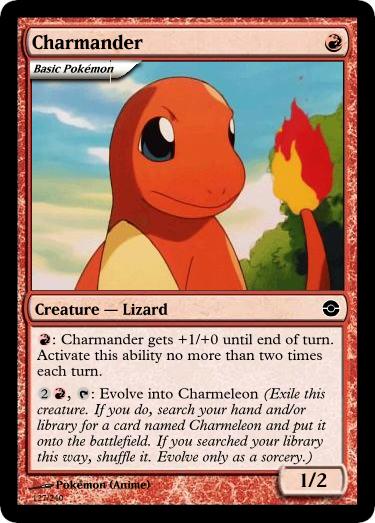 Charmander
Basic Pokémon
Creature — Lizard
: Charmander gets +1/+0 until end of turn.
Activate this ability no more than two times
each turn.
2 , : Evolve into Charmeleon (Exile this
creature. If you do, search your hand and/or
library for a card named Charmeleon and put it
onto the battlefield. If you searched your library
this way, shuffle it. Evolve only as a sorcery.)
1/2
Pokémon (Anime)
127/240